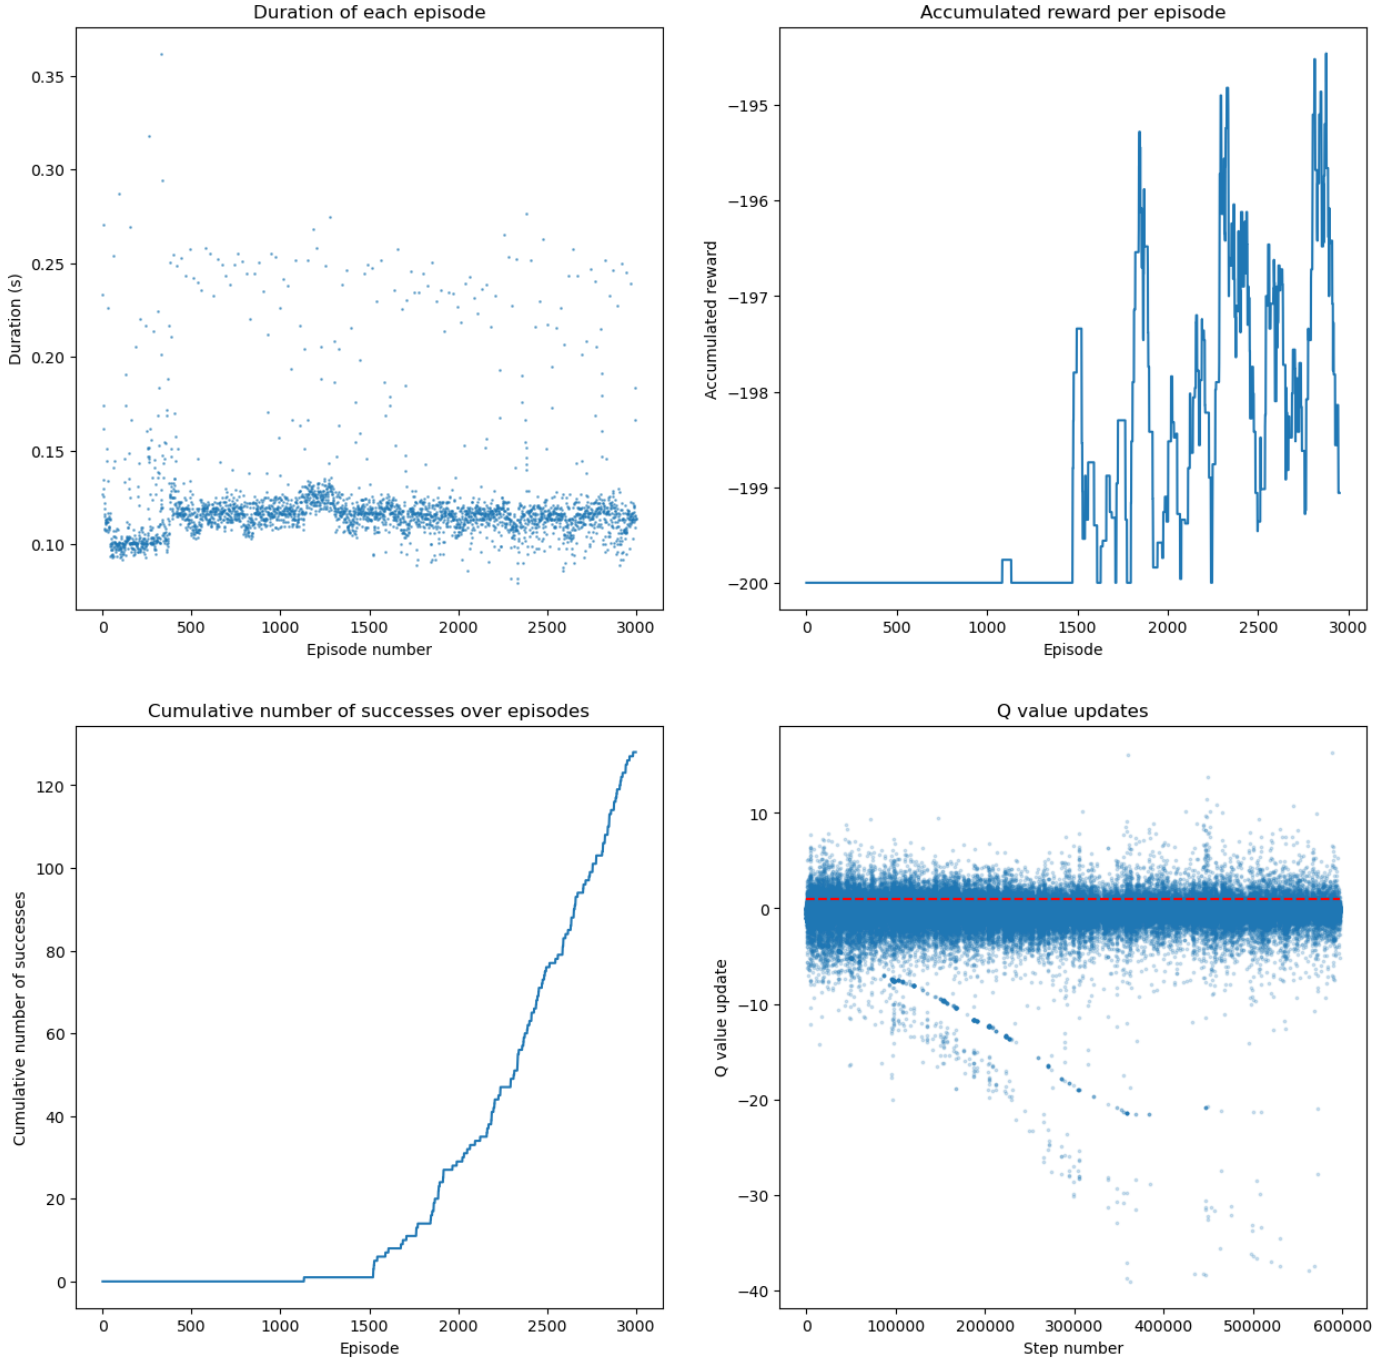 Duration of each episode
0.35
0.30
0.25
0.20
0.15
0.10
Duration (s)
0 500 1000 1500 2000 2500 3000
Episode number
Accumulated reward per episode
−195
−196
−197
−198
−199
−200
Accumulated reward
0 500 1000 1500 2000 2500 3000
Episode
Cumulative number of successes over episodes
120
100
80
60
40
20
0
Cumulative number of successes
0 500 1000 1500 2000 2500 3000
Episode
Q value updates
10
0
−10
−20
−30
−40
Q value update
0 100000 200000 300000 400000 500000 600000
Step number